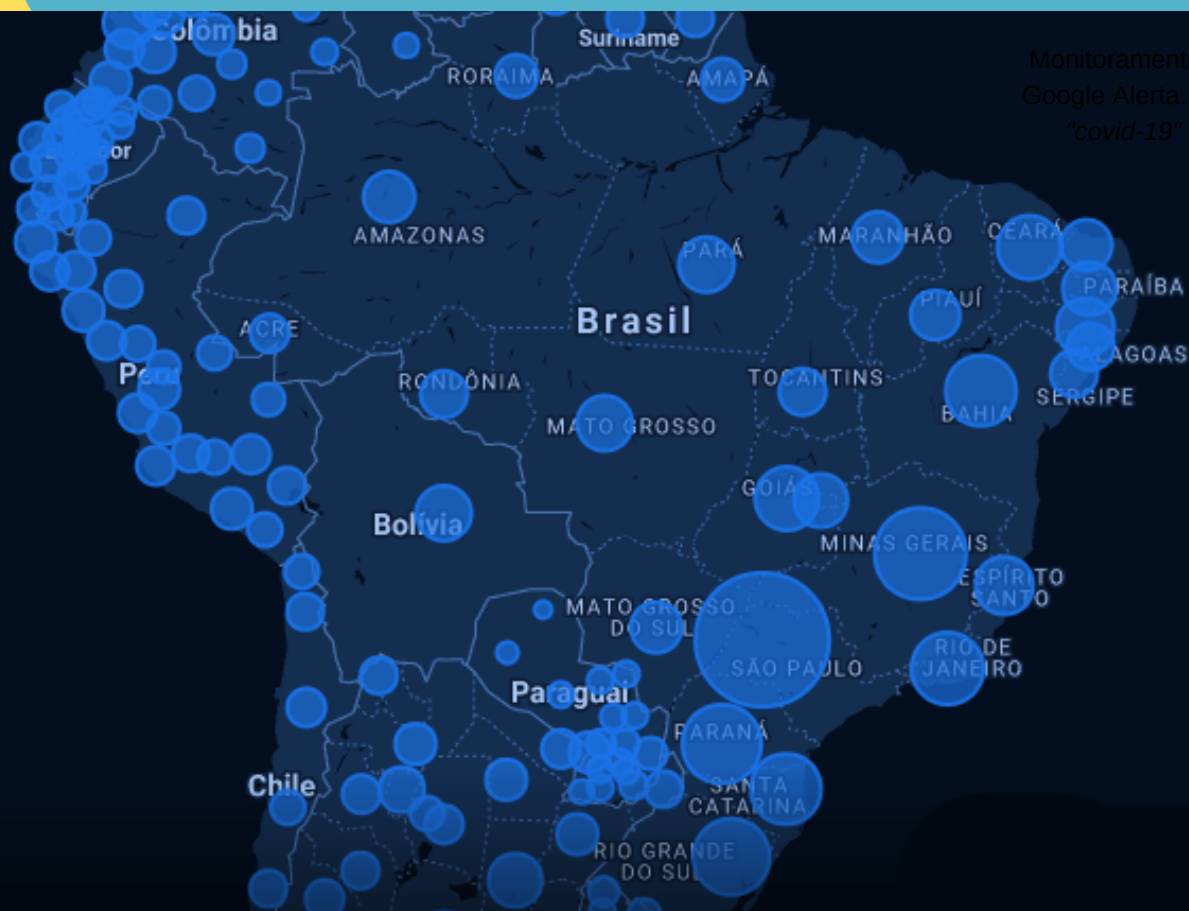 Colômbia
Suriname
Monitorament
RORAIMA
AMAPÁ
Google Alerta.
"covid-19"
AMAZONAS
MARANHÃO
CEARÁ
PARÁ
PARAÍBA
PIAUÍ
Brasil
ACRE
ALAGOAS
Peru
RONDÔNIA
TOCANTINS
SERGIPE
BAHIA
MATO GROSSO
GOIÁS
Bolívia
MINAS GERAIS
ESPÍRITO
SANTO
MATO GROSSO
DO SUL
RIO DE
JANEIRO
SÃO PAULO
Paraguai
PARANÁ
Chile
SANTA
CATARINA
RIO GRANDE
DO SUL